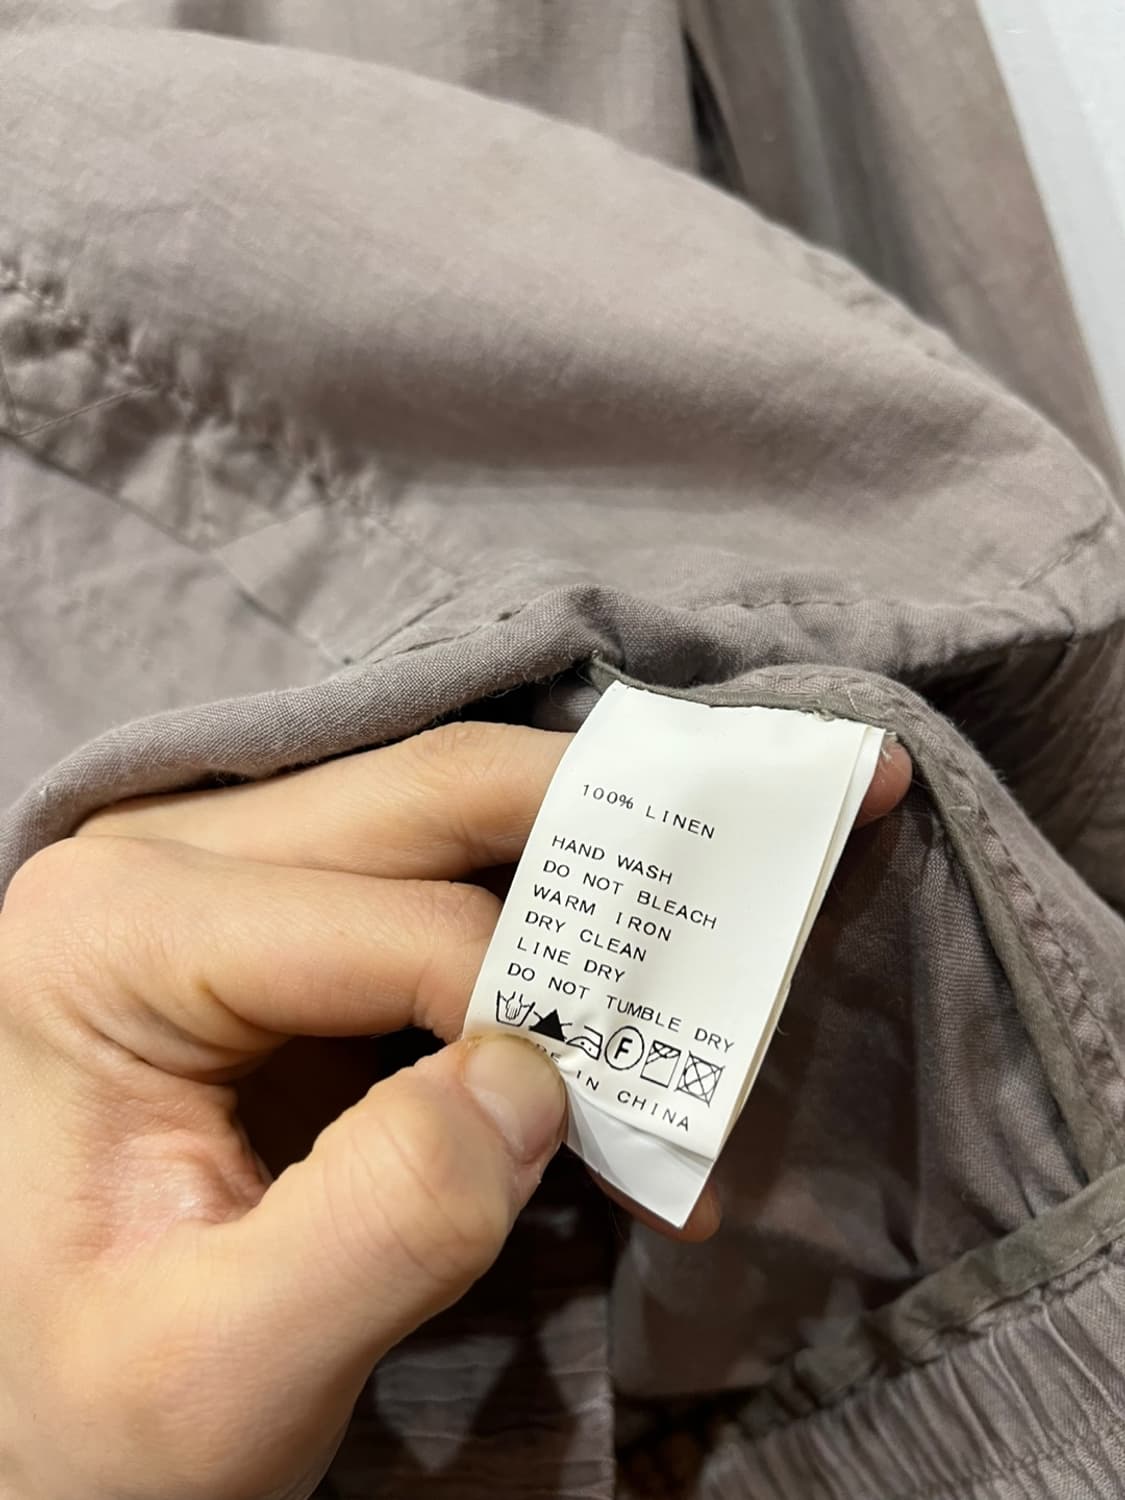 100% LINEN
HAND WASH
DO NOT BLEACH
WARM IRON
DRY CLEAN
LINE DRY
DO NOT TUMBLE DRY
F
IN CHINA